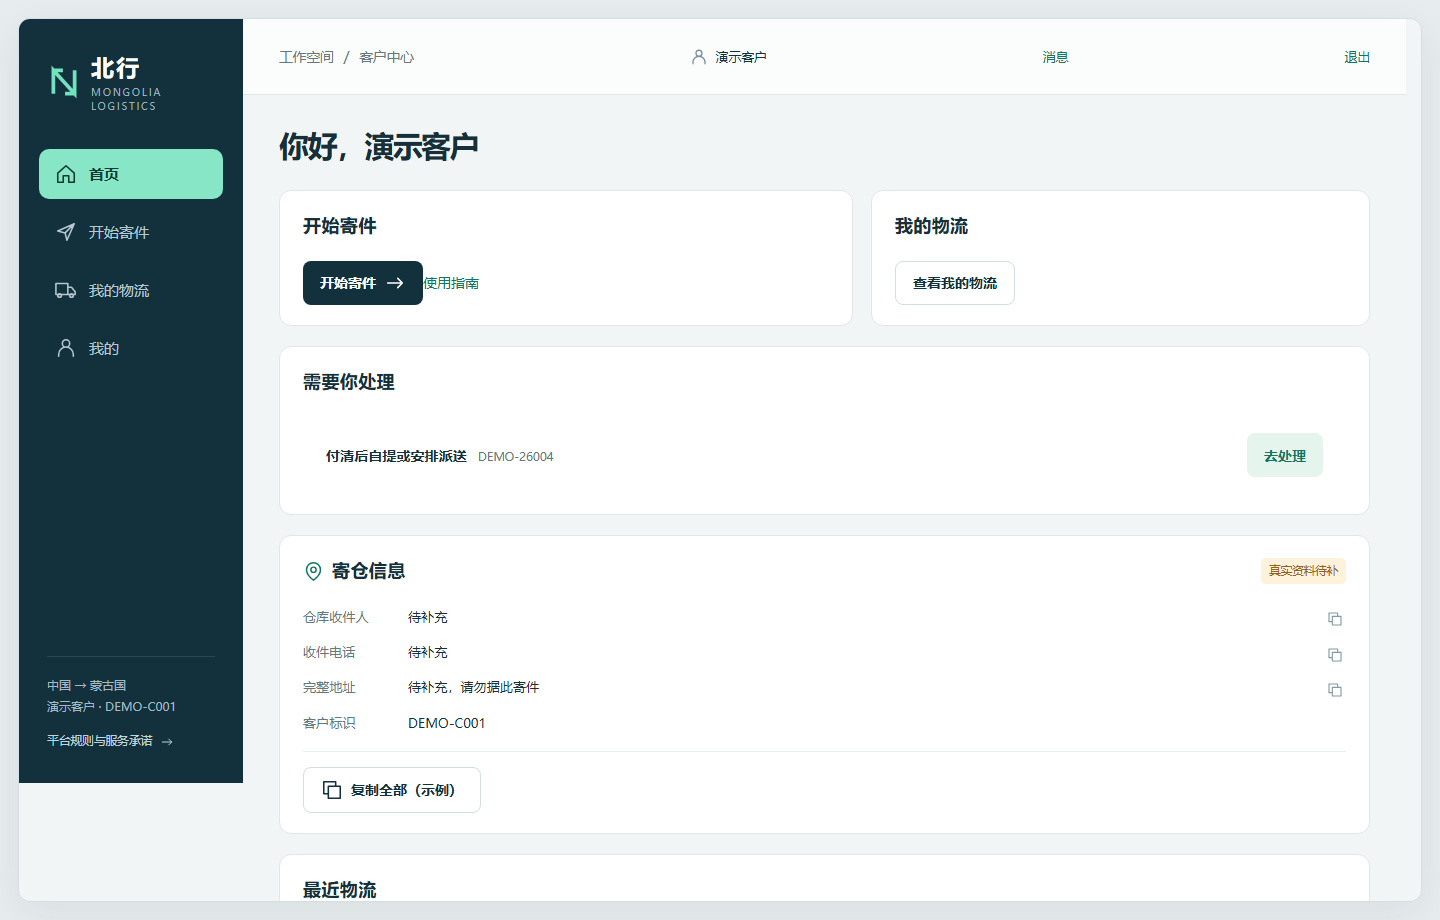 北行
MONGOLIA
LOGISTICS
首页
开始寄件
我的物流
我的
中国 → 蒙古国
演示客户 · DEMO-C001
平台规则与服务承诺 →
工作空间 / 客户中心
演示客户
消息
退出
你好，演示客户
开始寄件
开始寄件 → 使用指南
我的物流
查看我的物流
需要你处理
付清后自提或安排派送 DEMO-26004
去处理
寄仓信息
真实资料待补
仓库收件人 待补充
收件电话 待补充
完整地址 待补充，请勿据此寄件
客户标识 DEMO-C001
复制全部（示例）
最近物流